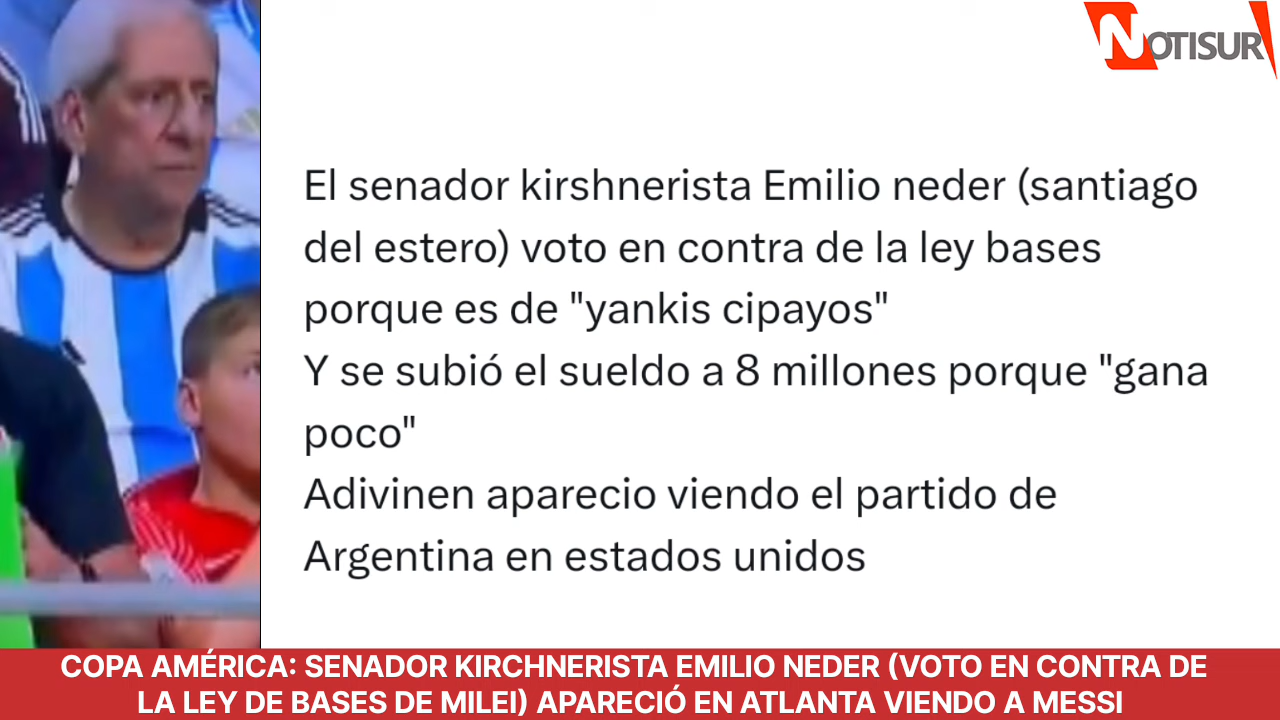 NOTISUR
El senador kirshnerista Emilio neder (santiago
del estero) voto en contra de la ley bases
porque es de "yankis cipayos"
Y se subió el sueldo a 8 millones porque "gana
poco"
Adivinen aparecio viendo el partido de
Argentina en estados unidos
COPA AMÉRICA: SENADOR KIRCHNERISTA EMILIO NEDER (VOTO EN CONTRA DE
LA LEY DE BASES DE MILEI) APARECIÓ EN ATLANTA VIENDO A MESSI